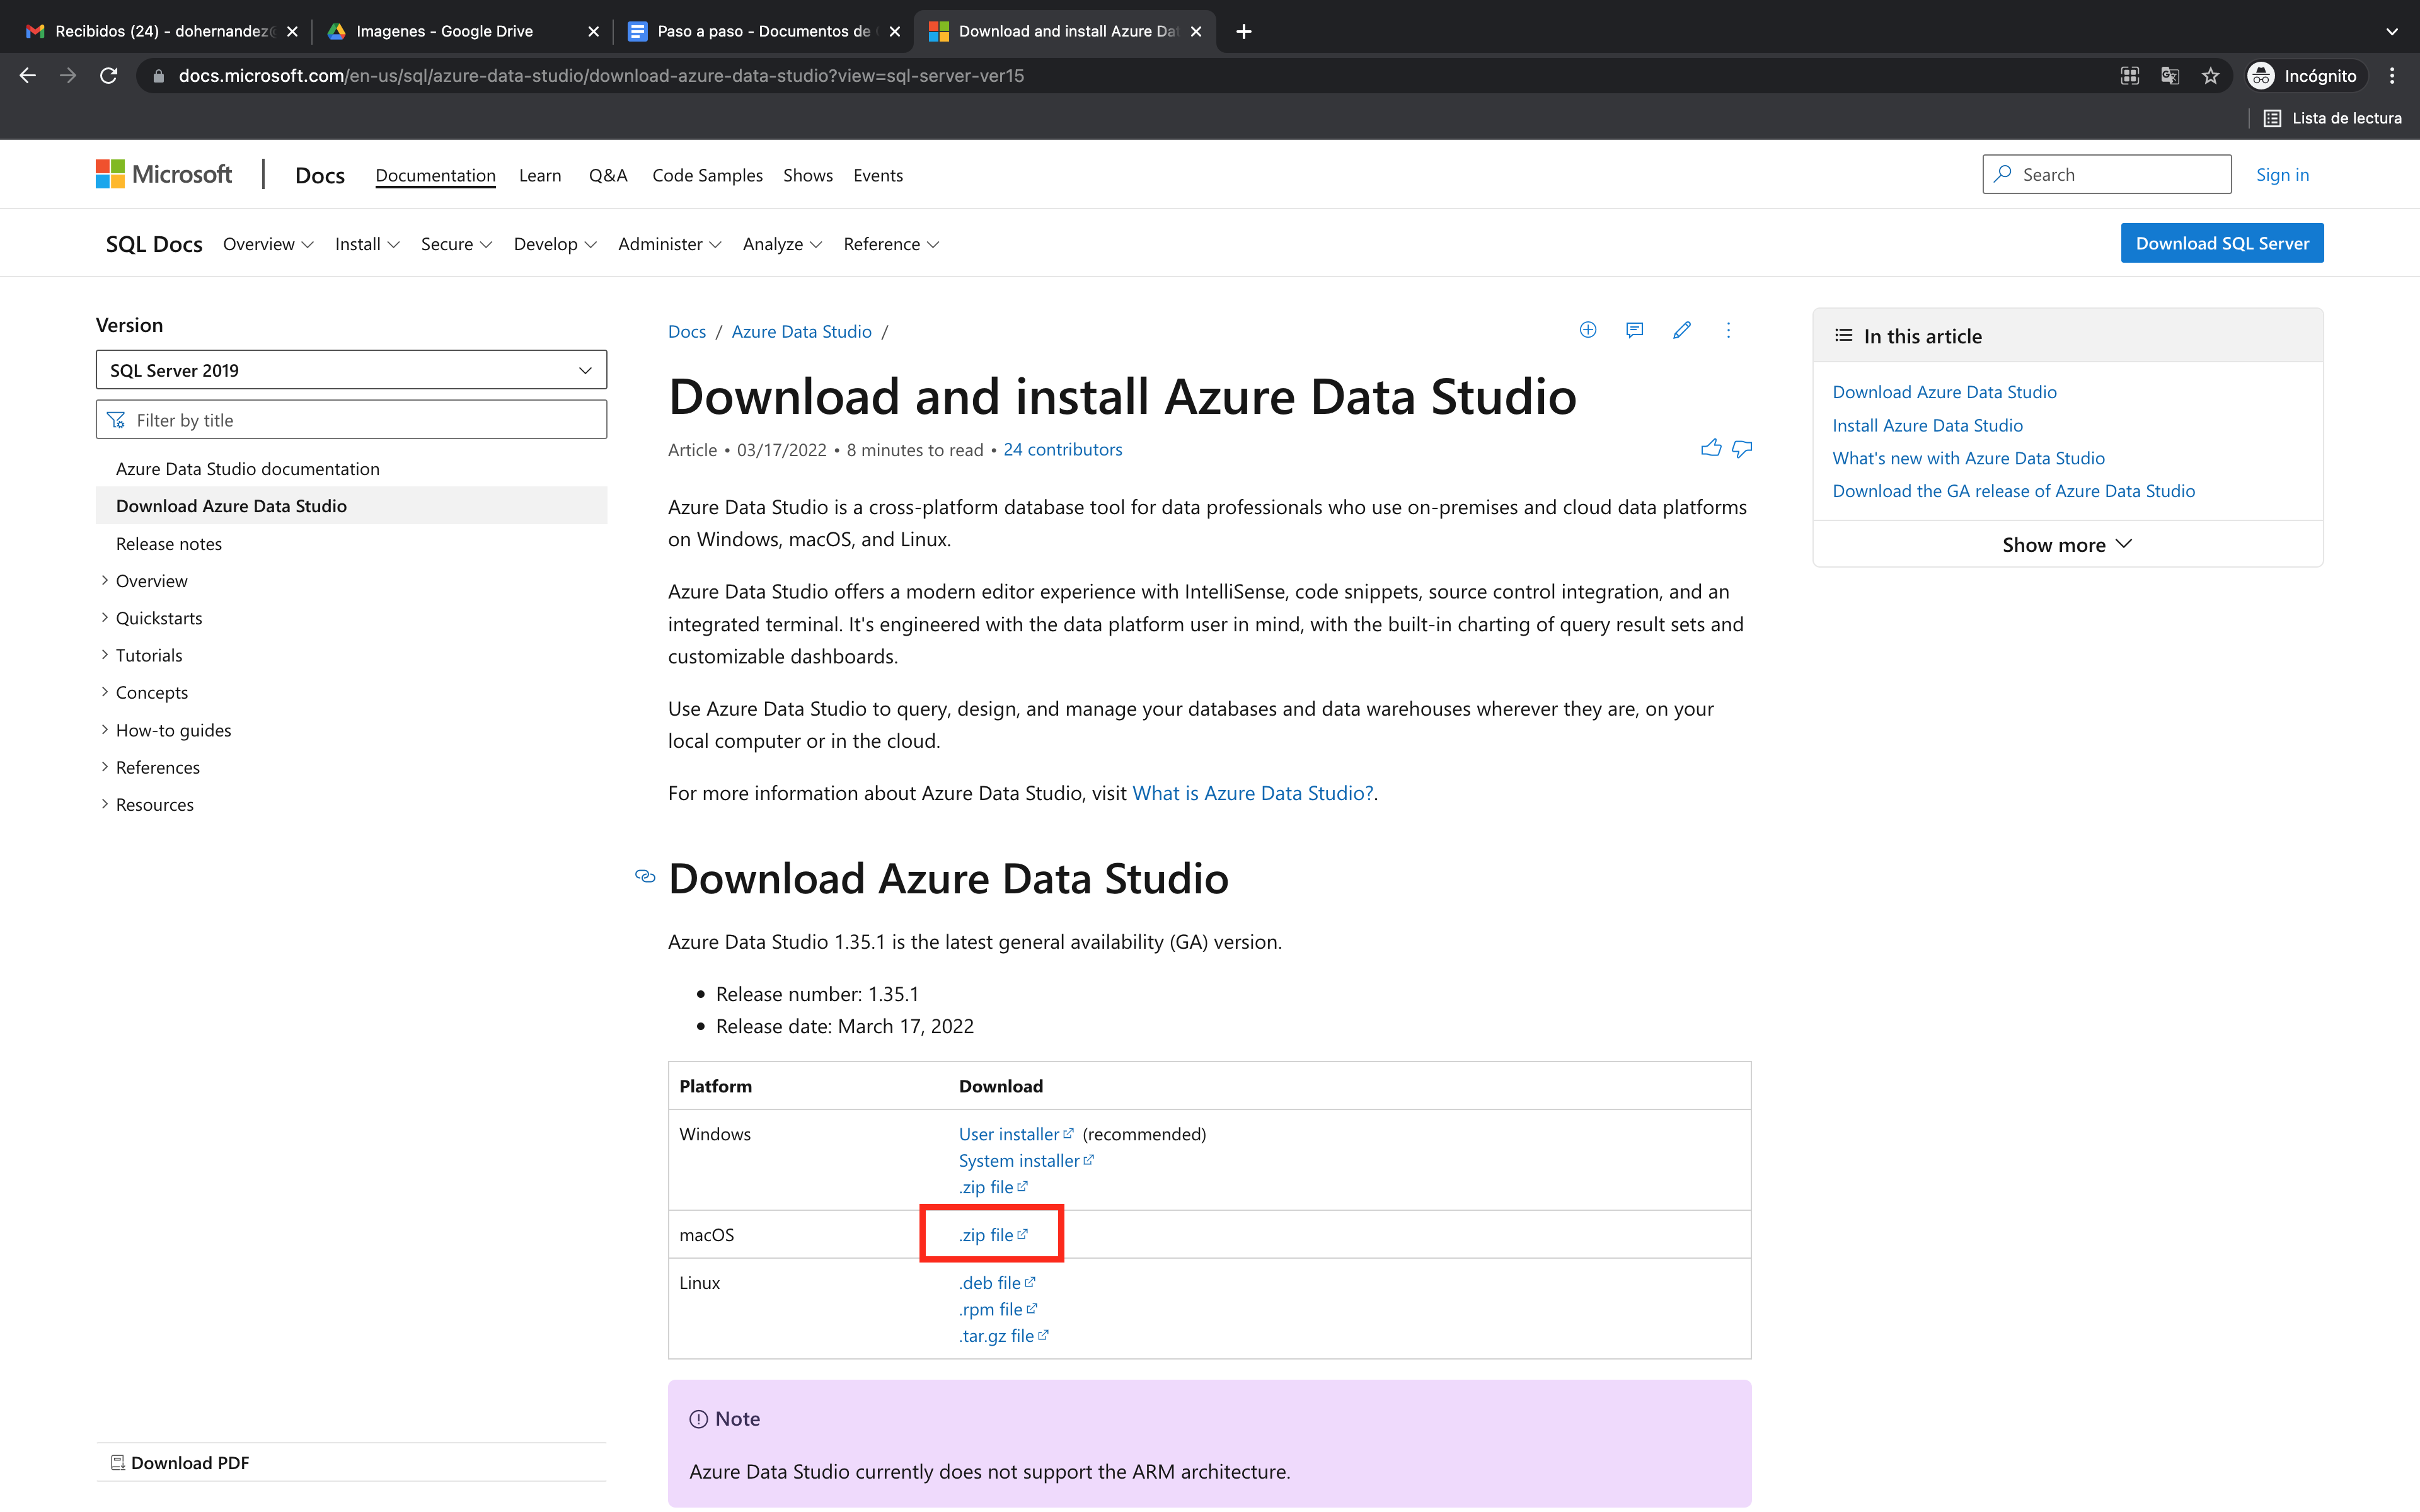 Recibidos (24) - dohernandez@
Imagenes - Google Drive
Paso a paso - Documentos de
Download and install Azure Dat
docs.microsoft.com/en-us/sql/azure-data-studio/download-azure-data-studio?view=sql-server-ver15
Incógnito
Lista de lectura
Microsoft
Docs
Documentation
Learn
Q&A
Code Samples
Shows
Events
Search
Sign in
SQL Docs
Overview
Install
Secure
Develop
Administer
Analyze
Reference
Download SQL Server
Version
SQL Server 2019
Filter by title
Azure Data Studio documentation
Download Azure Data Studio
Release notes
Overview
Quickstarts
Tutorials
Concepts
How-to guides
References
Resources
Download PDF
Docs / Azure Data Studio /
Download and install Azure Data Studio
Article • 03/17/2022 • 8 minutes to read • 24 contributors
Azure Data Studio is a cross-platform database tool for data professionals who use on-premises and cloud data platforms
on Windows, macOS, and Linux.
Azure Data Studio offers a modern editor experience with IntelliSense, code snippets, source control integration, and an
integrated terminal. It's engineered with the data platform user in mind, with the built-in charting of query result sets and
customizable dashboards.
Use Azure Data Studio to query, design, and manage your databases and data warehouses wherever they are, on your
local computer or in the cloud.
For more information about Azure Data Studio, visit What is Azure Data Studio?.
Download Azure Data Studio
Azure Data Studio 1.35.1 is the latest general availability (GA) version.
• Release number: 1.35.1
• Release date: March 17, 2022
Platform Download
Windows User installer (recommended)
System installer
.zip file
macOS .zip file
Linux .deb file
.rpm file
.tar.gz file
Note
Azure Data Studio currently does not support the ARM architecture.
In this article
Download Azure Data Studio
Install Azure Data Studio
What's new with Azure Data Studio
Download the GA release of Azure Data Studio
Show more